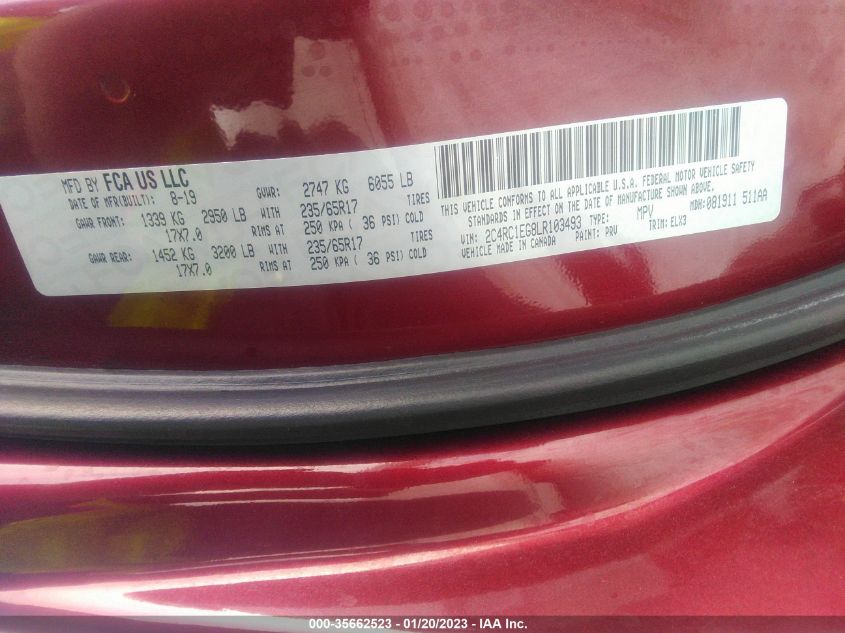 MFD BY FCA US LLC
DATE OF MFR(BUILT): 8-19 GVWR: 2747 KG 6055 LB
GAWR FRONT: 1339 KG 2950 LB WITH 235/65R17 TIRES
17X7.0 RIMS AT 250 KPA ( 36 PSI) COLD
GAWR REAR: 1452 KG 3200 LB WITH 235/65R17 TIRES
17X7.0 RIMS AT 250 KPA ( 36 PSI) COLD
THIS VEHICLE CONFORMS TO ALL APPLICABLE U.S.A. FEDERAL MOTOR VEHICLE SAFETY
STANDARDS IN EFFECT ON THE DATE OF MANUFACTURE SHOWN ABOVE.
VIN: 2C4RC1EG8LR103493 TYPE: MPV MDH: 081911 511AA
VEHICLE MADE IN CANADA PAINT: PRV TRIM: ELX3
000-35662523 - 01/20/2023 - IAA Inc.